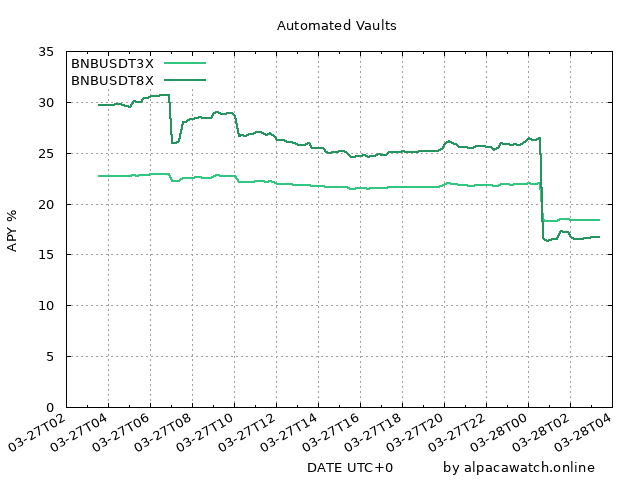 Automated Vaults
BNBUSDT3X
BNBUSDT8X
APY %
35
30
25
20
15
10
5
0
03-27T02
03-27T04
03-27T06
03-27T08
03-27T10
03-27T12
03-27T14
03-27T16
03-27T18
03-27T20
03-27T22
03-28T00
03-28T02
03-28T04
DATE UTC+0
by alpacawatch.online